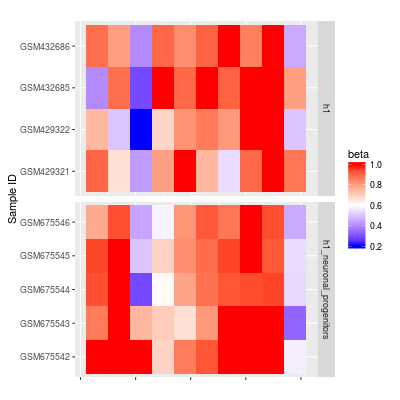 GSM432686
GSM432685
GSM429322
GSM429321
h1
GSM675546
GSM675545
GSM675544
GSM675543
GSM675542
h1_neuronal_progenitors
Sample ID
beta
1.0
0.8
0.6
0.4
0.2